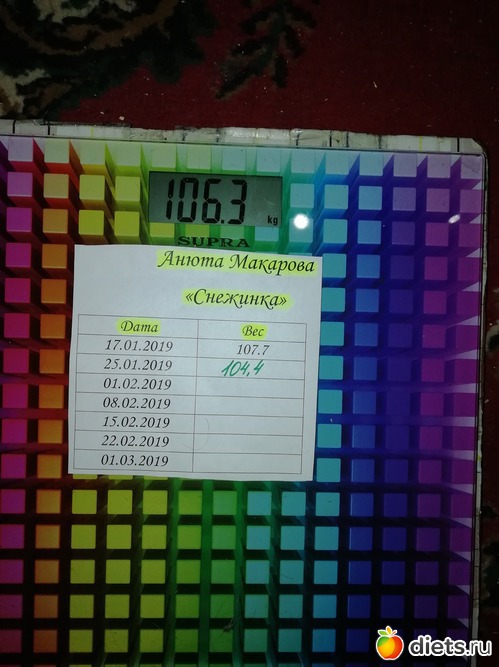 106.3
kg
SUPRA
Анюта Макарова
«Снежинка»
Дата Вес
17.01.2019 107.7
25.01.2019 104,4
01.02.2019
08.02.2019
15.02.2019
22.02.2019
01.03.2019
diets.ru